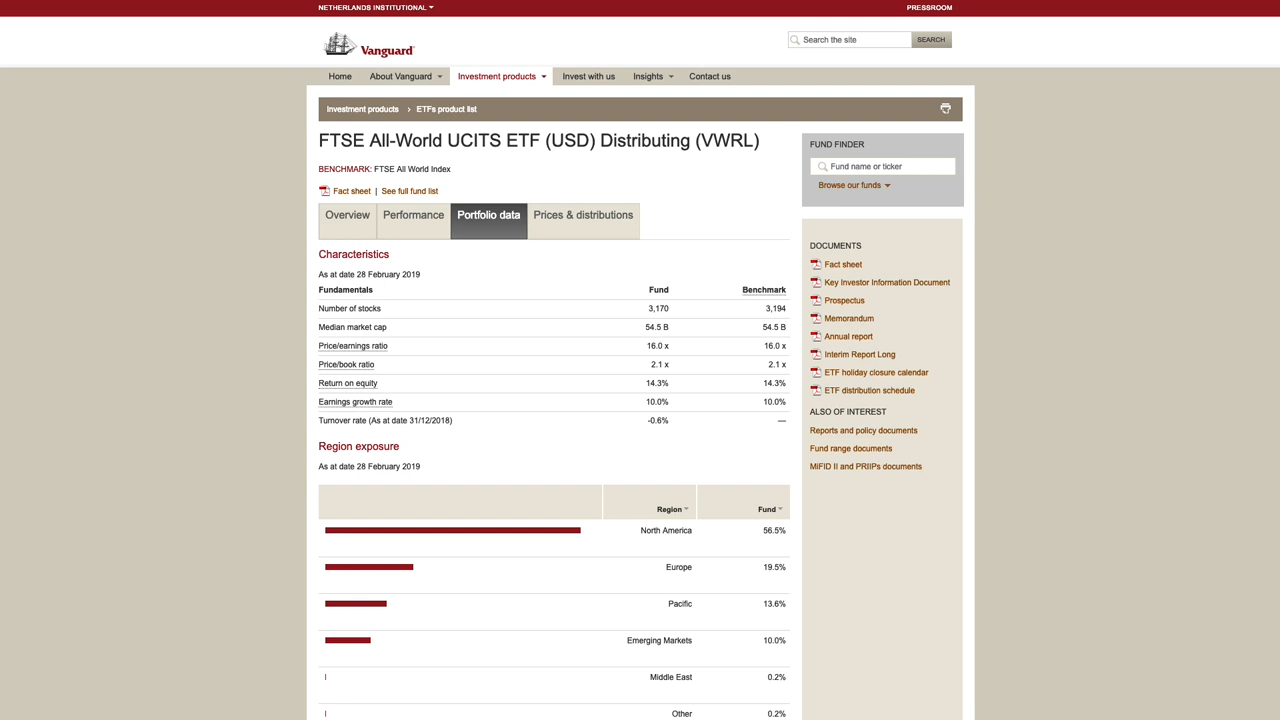 NETHERLANDS INSTITUTIONAL
PRESSROOM
Vanguard
Search the site
SEARCH
Home
About Vanguard
Investment products
Invest with us
Insights
Contact us
Investment products › ETFs product list
FTSE All-World UCITS ETF (USD) Distributing (VWRL)
BENCHMARK: FTSE All World Index
Fact sheet | See full fund list
Overview
Performance
Portfolio data
Prices & distributions
Characteristics
As at date 28 February 2019
Fundamentals Fund Benchmark
Number of stocks 3,170 3,194
Median market cap 54.5 B 54.5 B
Price/earnings ratio 16.0 x 16.0 x
Price/book ratio 2.1 x 2.1 x
Return on equity 14.3% 14.3%
Earnings growth rate 10.0% 10.0%
Turnover rate (As at date 31/12/2018) -0.6% —
Region exposure
As at date 28 February 2019
Region Fund
North America 56.5%
Europe 19.5%
Pacific 13.6%
Emerging Markets 10.0%
Middle East 0.2%
Other 0.2%
FUND FINDER
Fund name or ticker
Browse our funds
DOCUMENTS
Fact sheet
Key Investor Information Document
Prospectus
Memorandum
Annual report
Interim Report Long
ETF holiday closure calendar
ETF distribution schedule
ALSO OF INTEREST
Reports and policy documents
Fund range documents
MiFID II and PRIIPs documents